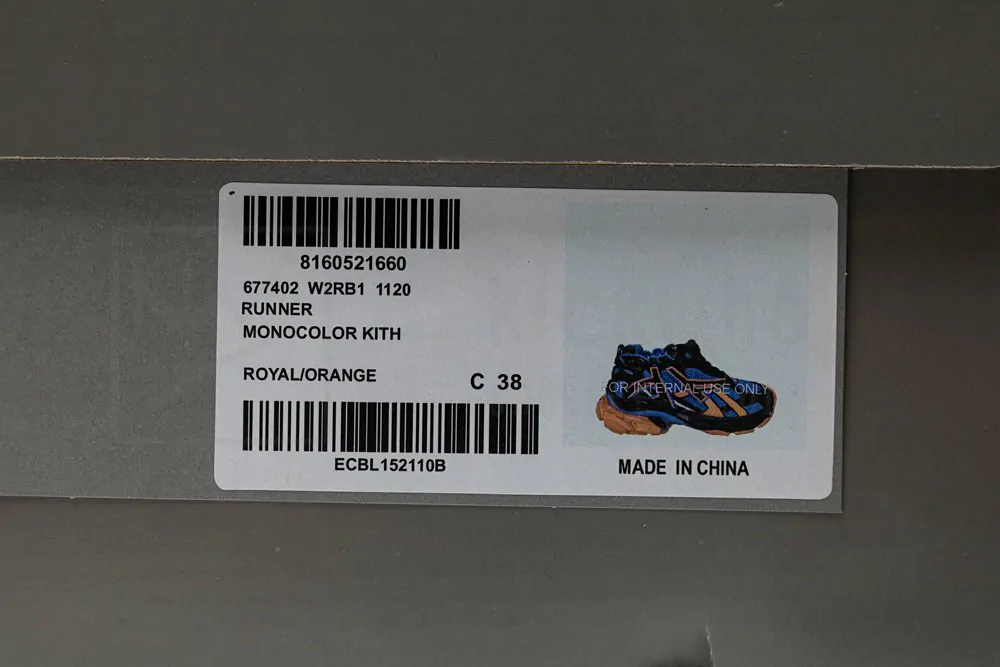 8160521660
677402 W2RB1 1120
RUNNER
MONOCOLOR KITH
ROYAL/ORANGE
C 38
ECBL152110B
FOR INTERNAL USE ONLY
MADE IN CHINA